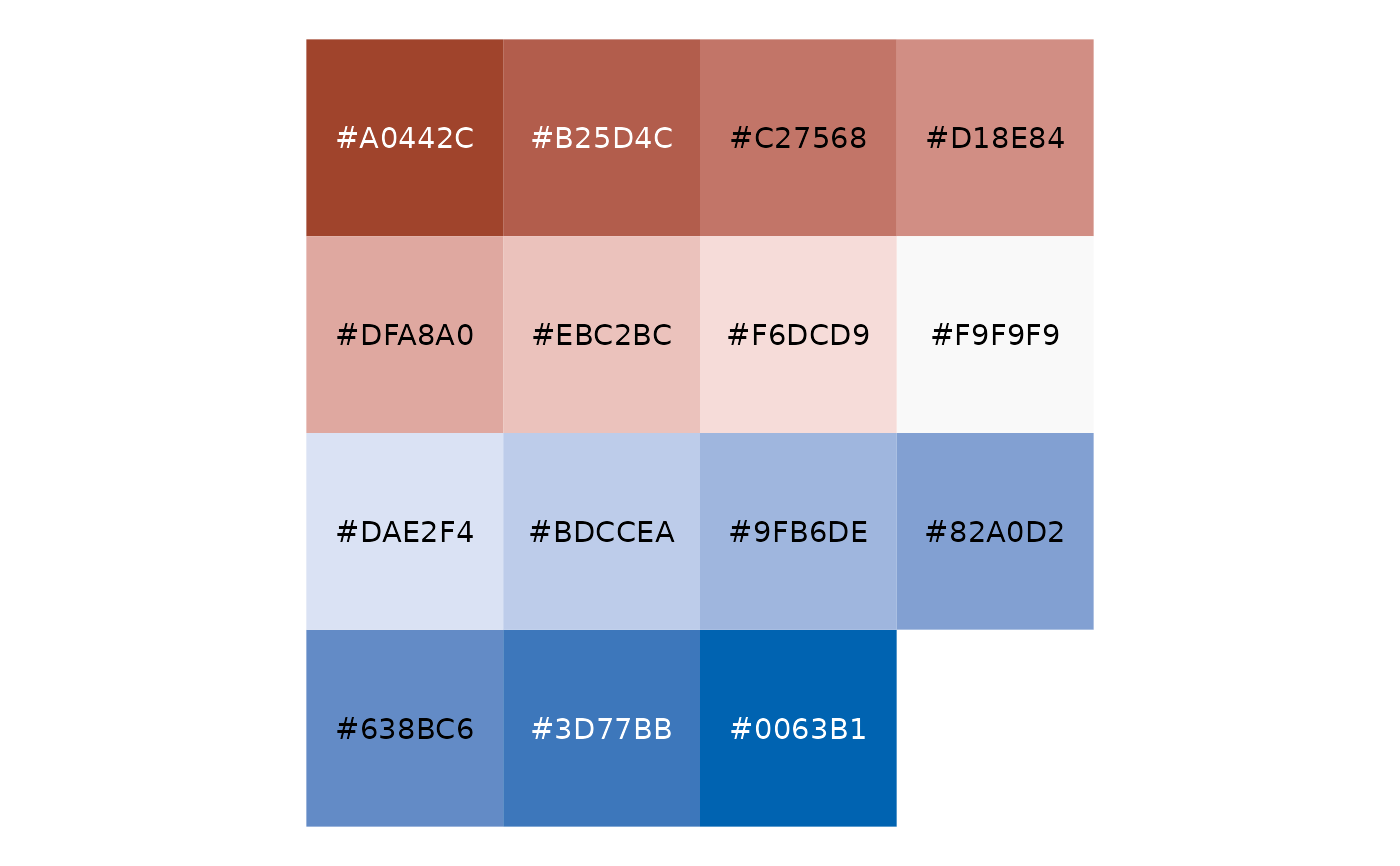 #A0442C #B25D4C #C27568 #D18E84
#DFA8A0 #EBC2BC #F6DCD9 #F9F9F9
#DAE2F4 #BDCCEA #9FB6DE #82A0D2
#638BC6 #3D77BB #0063B1